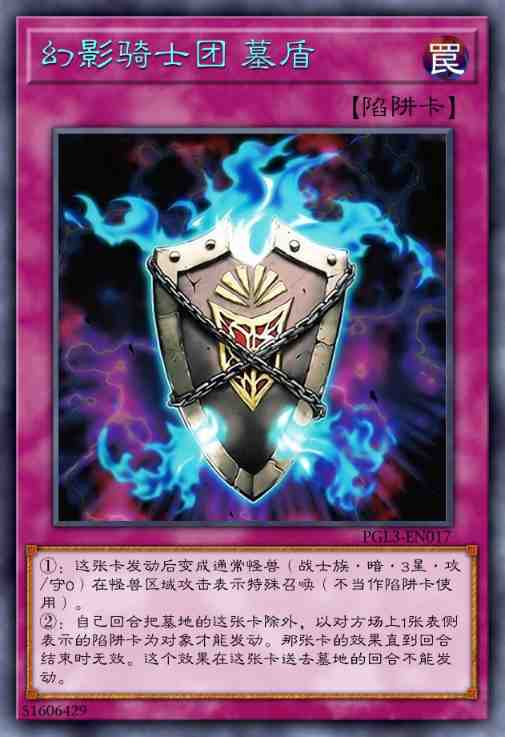 幻影骑士团 墓盾
罠
【陷阱卡】
PGL3-EN017
①：这张卡发动后变成通常怪兽（战士族·暗·3星·攻
/守0）在怪兽区域攻击表示特殊召唤（不当作陷阱卡使
用）。
②：自己回合把墓地的这张卡除外，以对方场上1张表侧
表示的陷阱卡为对象才能发动。那张卡的效果直到回合
结束时无效。这个效果在这张卡送去墓地的回合不能发
动。
51606429